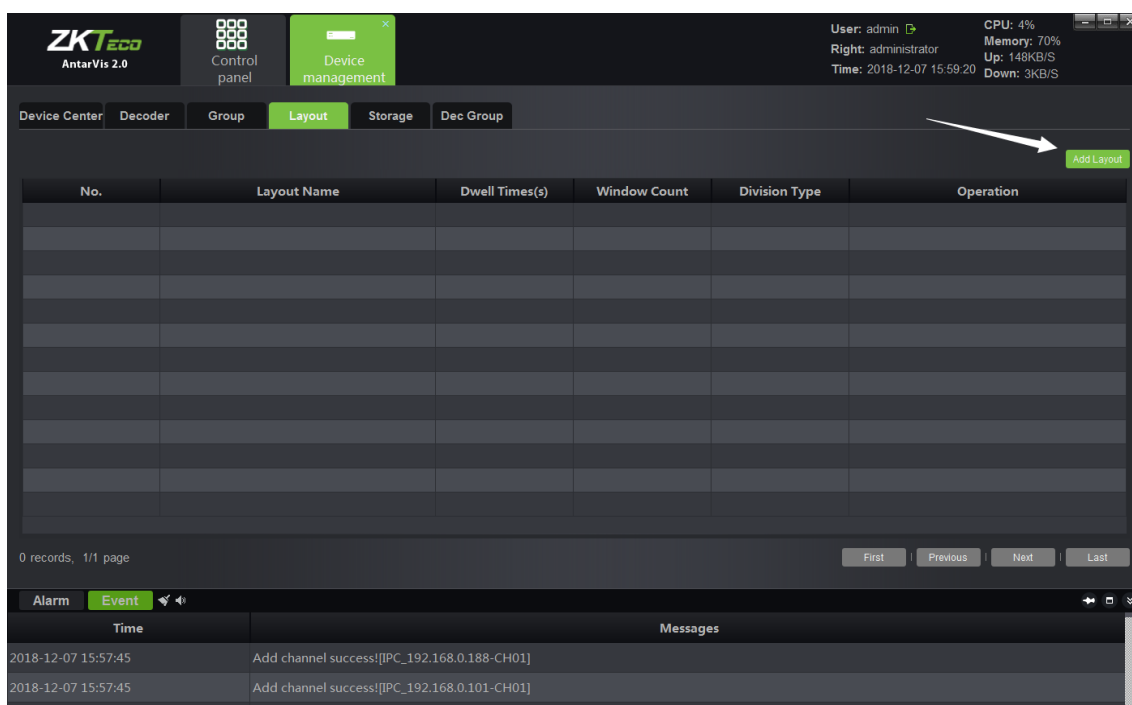 ZKTeco
AntarVis 2.0
Control
panel
Device
management
User: admin
Right: administrator
Time: 2018-12-07 15:59:20
CPU: 4%
Memory: 70%
Up: 148KB/S
Down: 3KB/S
Device Center Decoder Group Layout Storage Dec Group
Add Layout
No. Layout Name Dwell Times(s) Window Count Division Type Operation
0 records, 1/1 page First Previous Next Last
Alarm Event
Time Messages
2018-12-07 15:57:45 Add channel success![IPC_192.168.0.188-CH01]
2018-12-07 15:57:45 Add channel success![IPC_192.168.0.101-CH01]